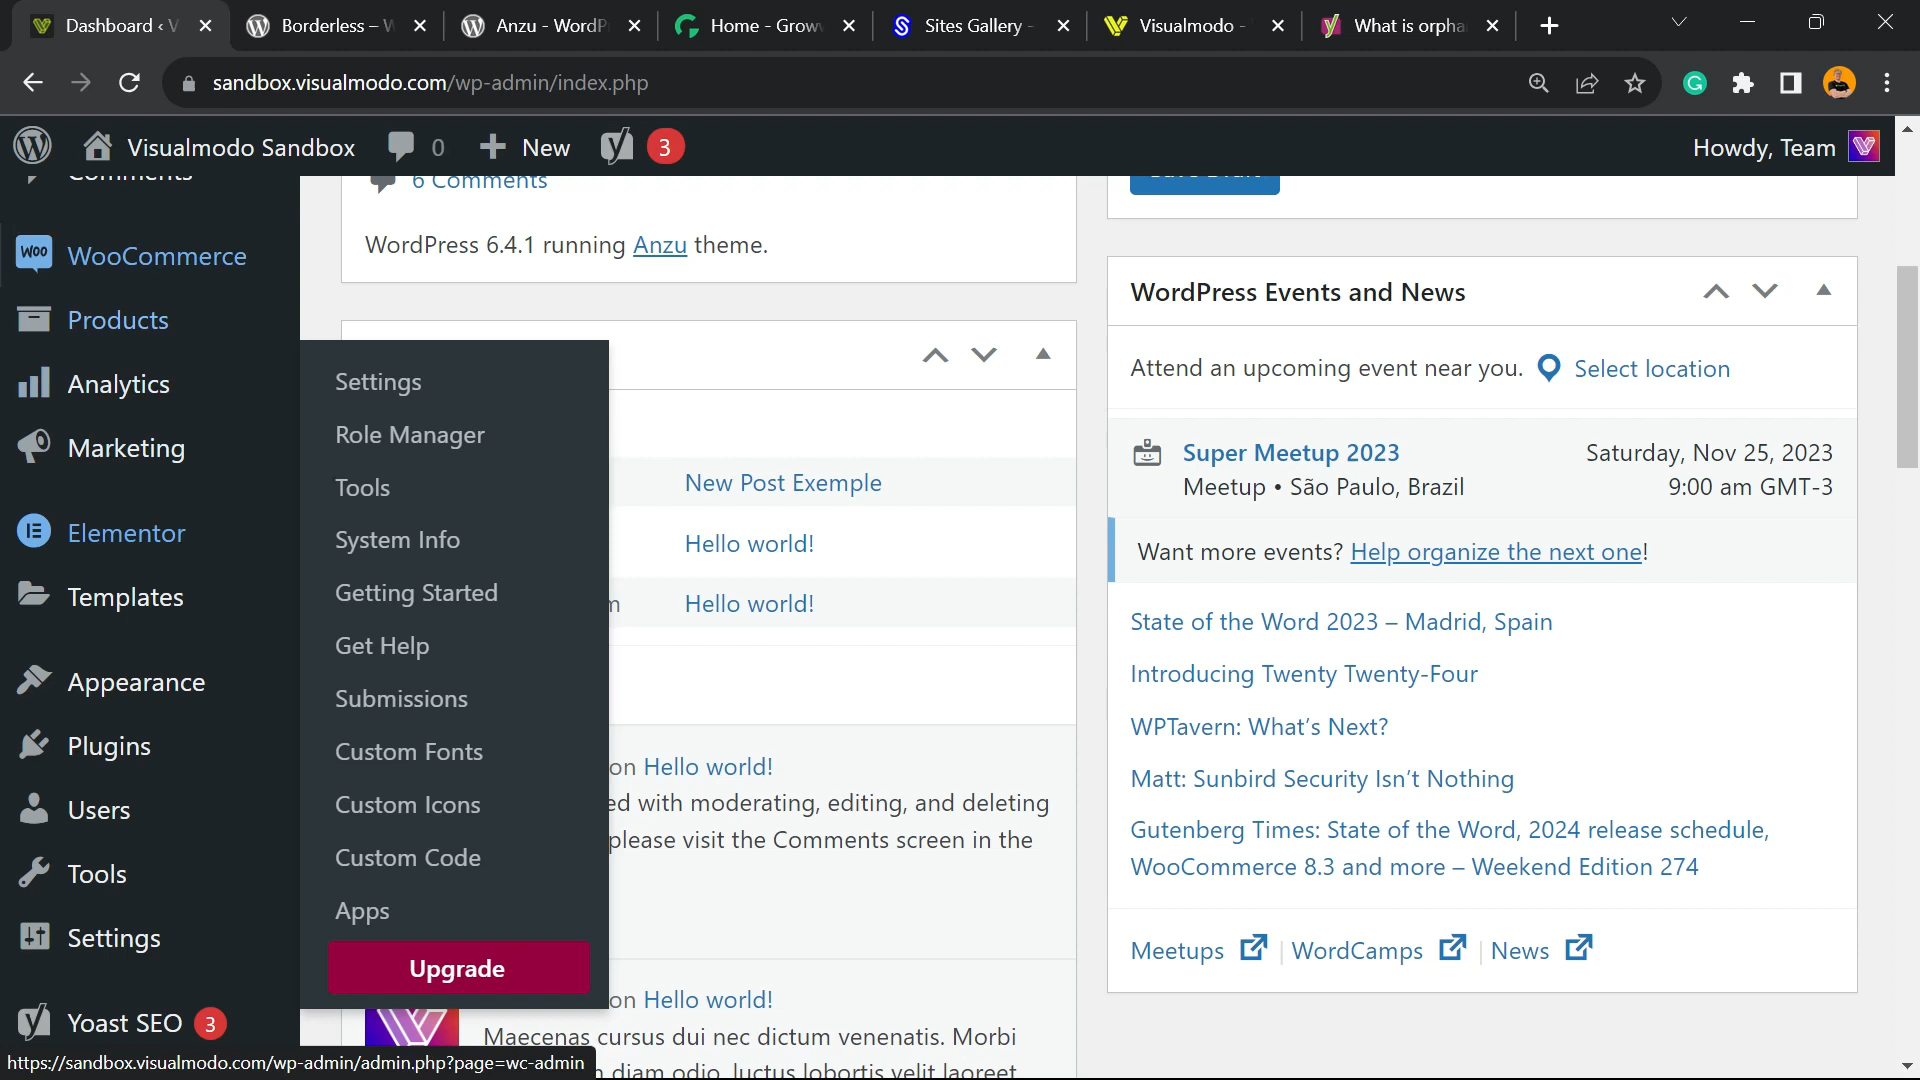 Dashboard ‹ V
Borderless – W
Anzu - WordP
Home - Grow
Sites Gallery -
Visualmodo -
What is orpha
sandbox.visualmodo.com/wp-admin/index.php
Visualmodo Sandbox
0
New
3
Howdy, Team
Comments
WooCommerce
Products
Analytics
Marketing
Elementor
Templates
Appearance
Plugins
Users
Tools
Settings
Yoast SEO 3
Settings
Role Manager
Tools
System Info
Getting Started
Get Help
Submissions
Custom Fonts
Custom Icons
Custom Code
Apps
Upgrade
6 Comments
WordPress 6.4.1 running Anzu theme.
New Post Exemple
Hello world!
Hello world!
on Hello world!
ed with moderating, editing, and deleting
please visit the Comments screen in the
on Hello world!
Maecenas cursus dui nec dictum venenatis. Morbi
diam odio, luctus lobortis velit laoreet
Save Draft
WordPress Events and News
Attend an upcoming event near you. Select location
Super Meetup 2023
Saturday, Nov 25, 2023
Meetup • São Paulo, Brazil
9:00 am GMT-3
Want more events? Help organize the next one!
State of the Word 2023 – Madrid, Spain
Introducing Twenty Twenty-Four
WPTavern: What's Next?
Matt: Sunbird Security Isn't Nothing
Gutenberg Times: State of the Word, 2024 release schedule,
WooCommerce 8.3 and more – Weekend Edition 274
Meetups | WordCamps | News
https://sandbox.visualmodo.com/wp-admin/admin.php?page=wc-admin